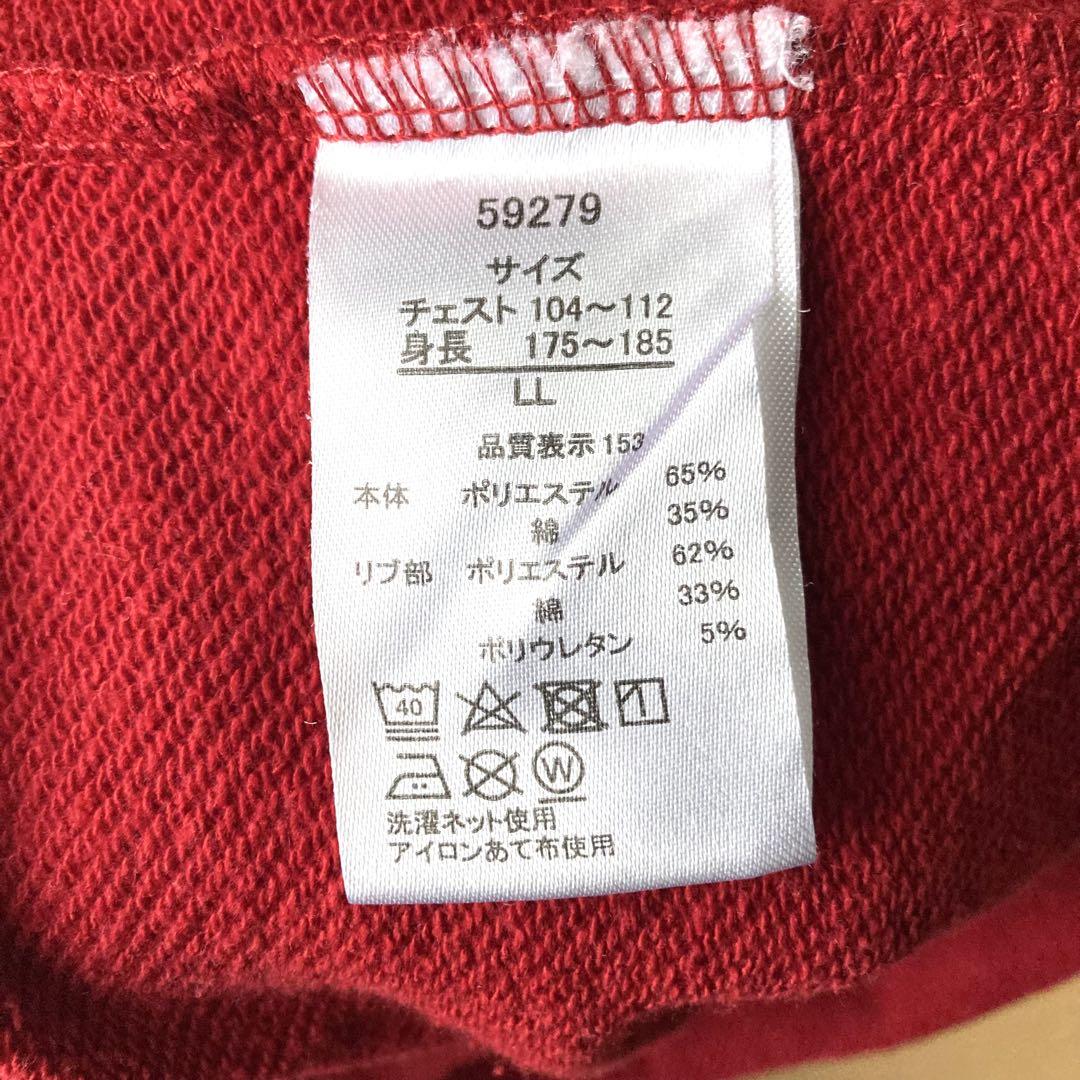 59279
サイズ
チェスト 104～112
身長 175～185
LL
品質表示 153
本体 ポリエステル 65%
綿 35%
リブ部 ポリエステル 62%
綿 33%
ポリウレタン 5%
40
W
洗濯ネット使用
アイロンあて布使用